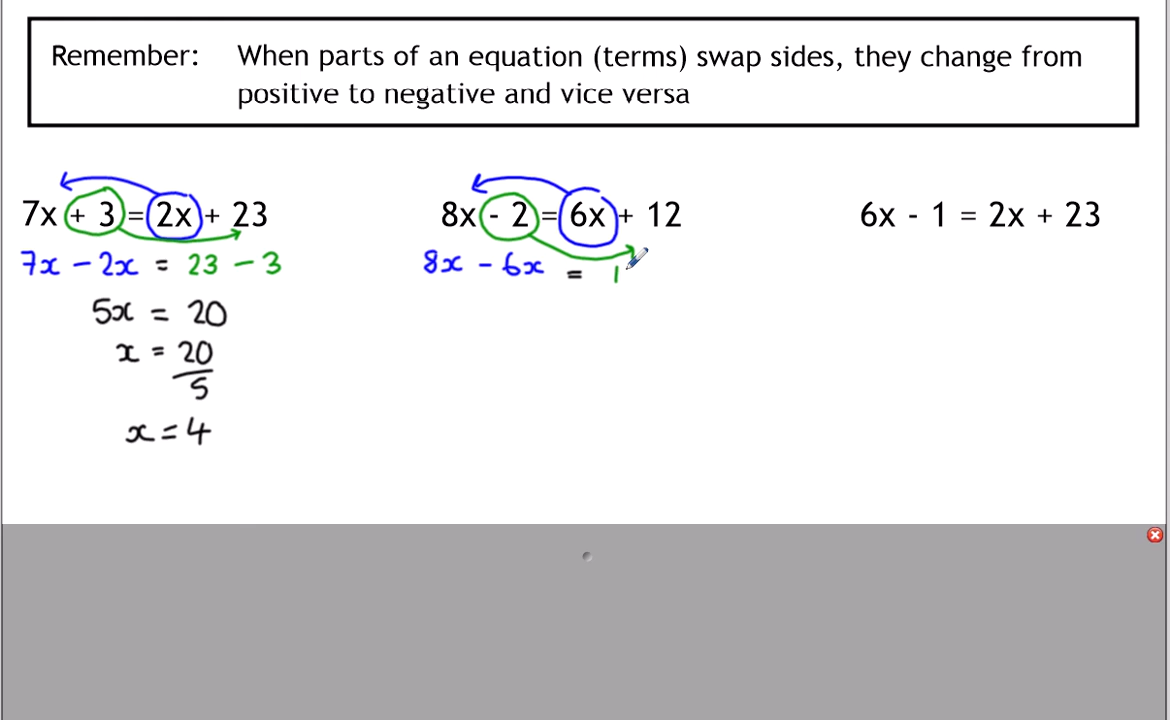 Remember: When parts of an equation (terms) swap sides, they change from
positive to negative and vice versa
7x + 3 = 2x + 23
7x - 2x = 23 - 3
5x = 20
x = 20/5
x = 4
8x - 2 = 6x + 12
8x - 6x = 1
6x - 1 = 2x + 23